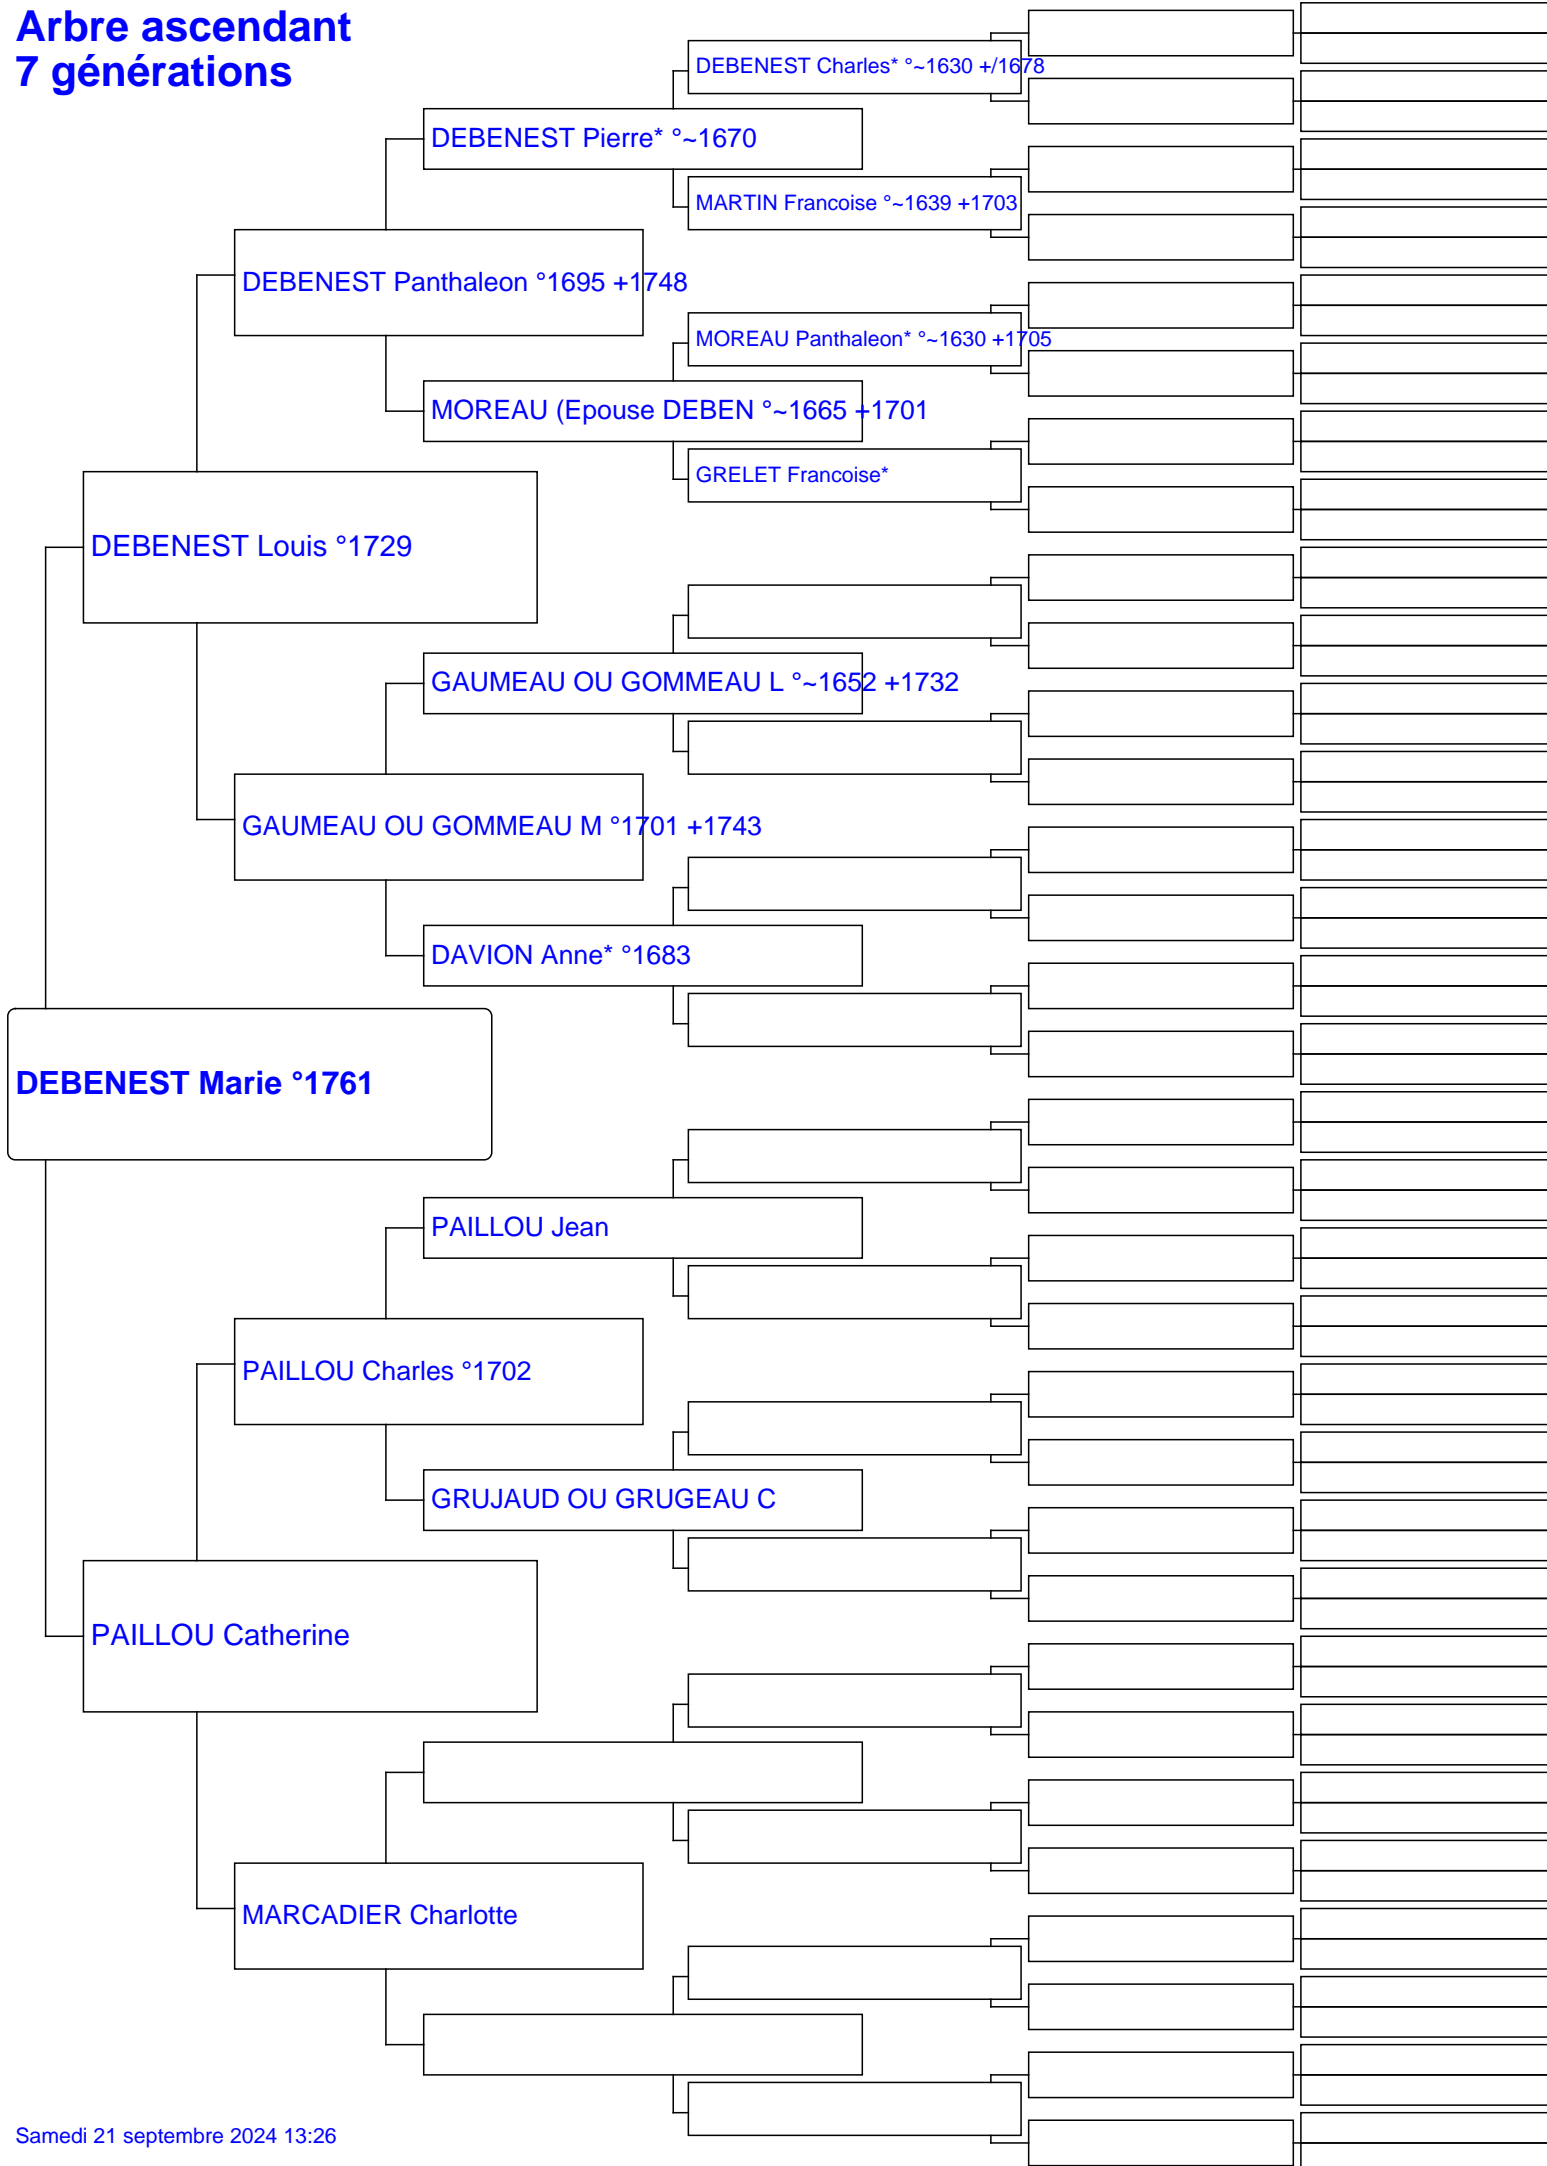 Arbre ascendant
7 générations
DEBENEST Charles* °~1630 +/1678
DEBENEST Pierre* °~1670
MARTIN Francoise °~1639 +1703
DEBENEST Panthaleon °1695 +1748
MOREAU Panthaleon* °~1630 +1705
MOREAU (Epouse DEBEN °~1665 +1701
GRELET Francoise*
DEBENEST Louis °1729
GAUMEAU OU GOMMEAU L °~1652 +1732
GAUMEAU OU GOMMEAU M °1701 +1743
DAVION Anne* °1683
DEBENEST Marie °1761
PAILLOU Jean
PAILLOU Charles °1702
GRUJAUD OU GRUGEAU C
PAILLOU Catherine
MARCADIER Charlotte
Samedi 21 septembre 2024 13:26